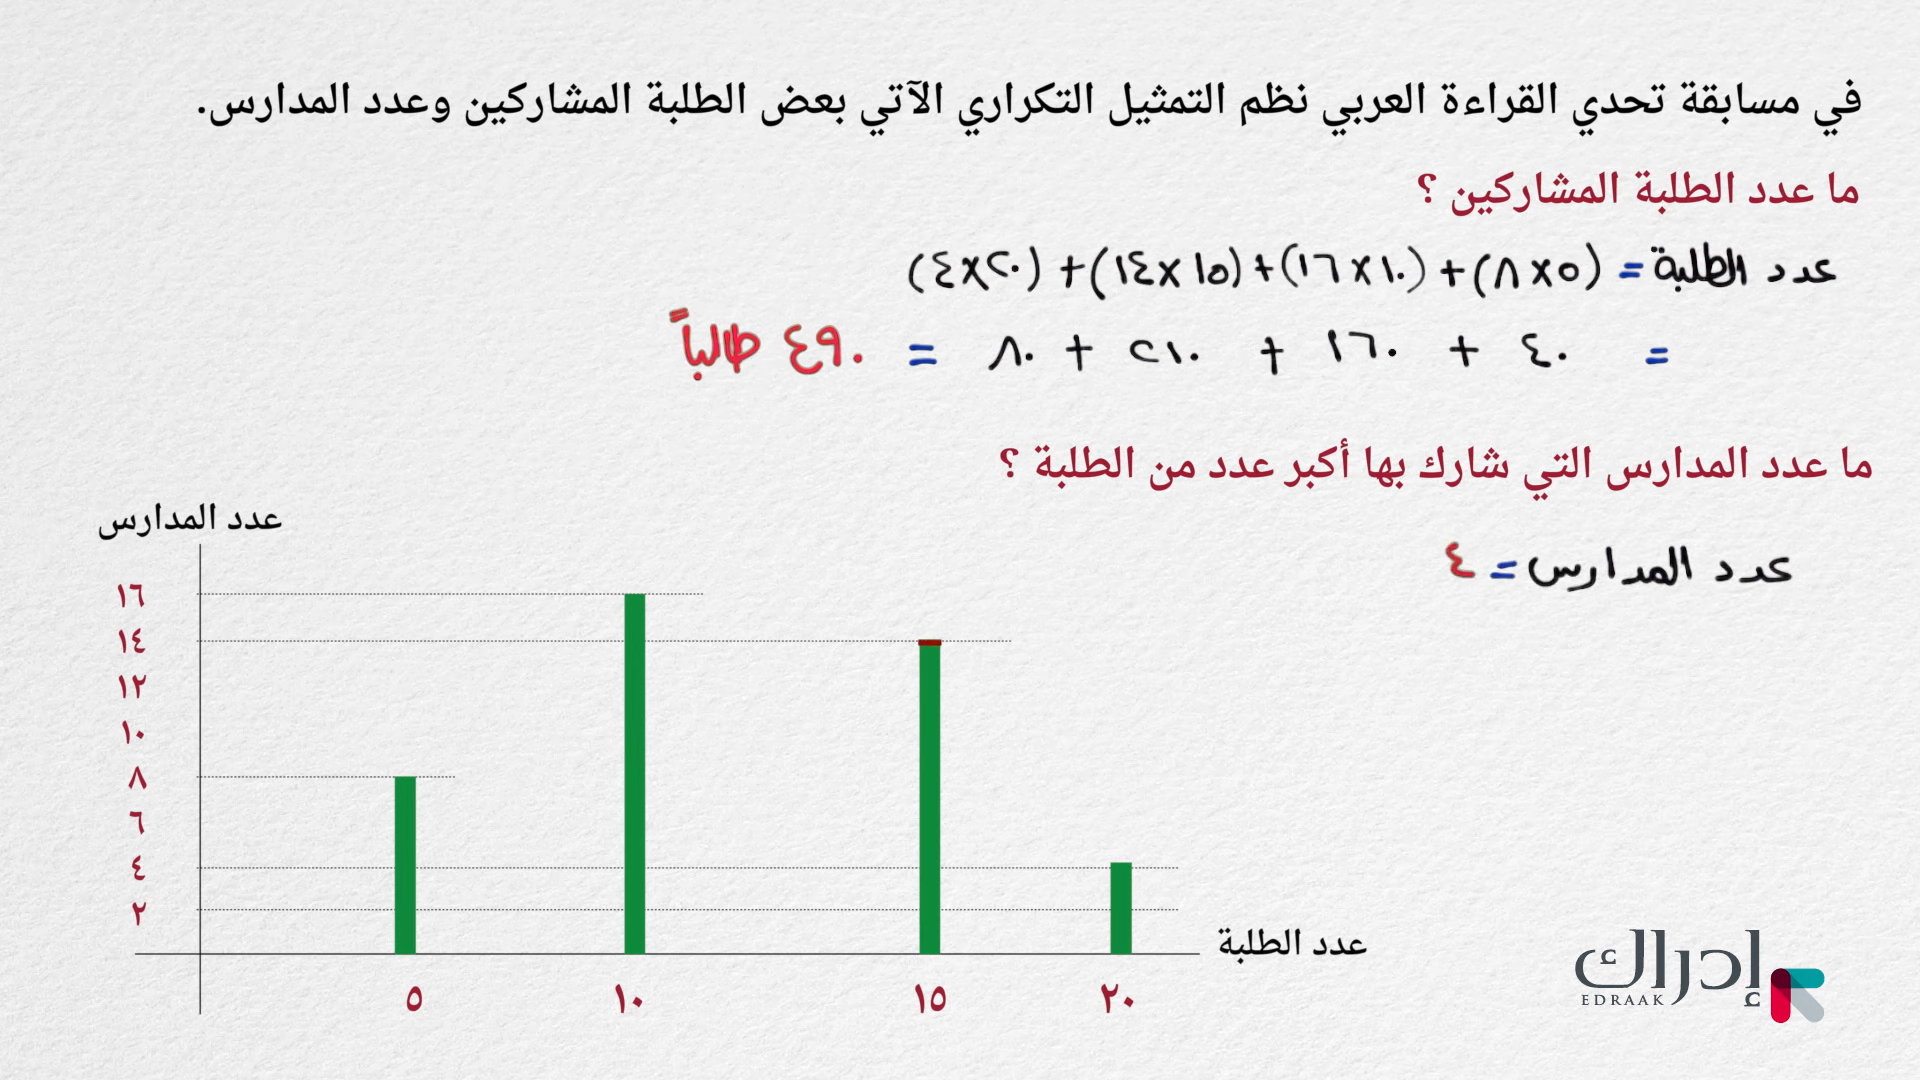 في مسابقة تحدي القراءة العربي نظم التمثيل التكراري الآتي بعض الطلبة المشاركين وعدد المدارس.
ما عدد الطلبة المشاركين ؟
عدد الطلبة = (٥×٨) + (١٠×١٦) + (١٥×١٤) + (٢٠×٤)
= ٤٠ + ١٦٠ + ٢١٠ + ٨٠ = ٤٩٠ طالباً
ما عدد المدارس التي شارك بها أكبر عدد من الطلبة ؟
عدد المدارس = ٤
عدد المدارس
١٦
١٤
١٢
١٠
٨
٦
٤
٢
عدد الطلبة
٥ ١٠ ١٥ ٢٠
إدراك
EDRAAK